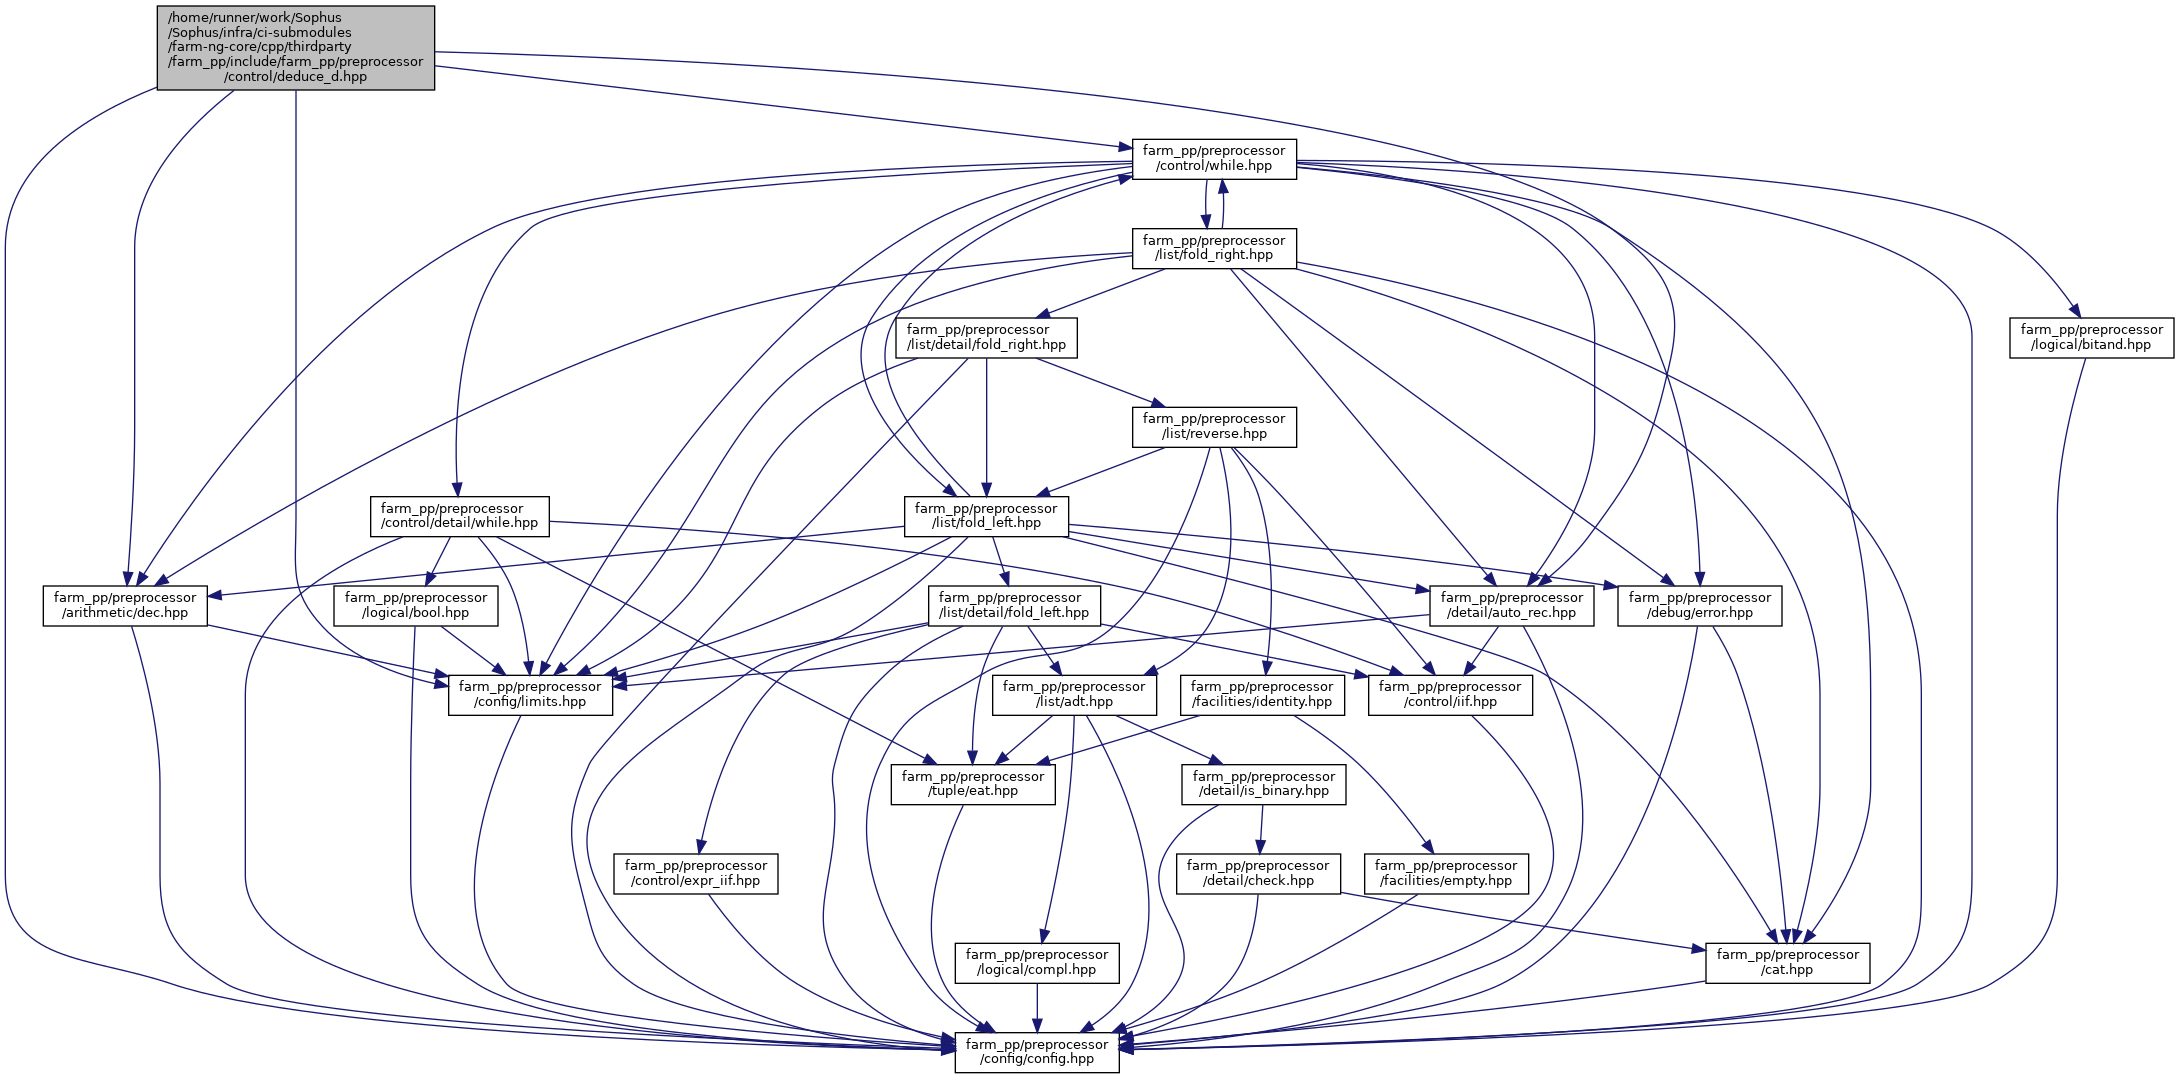 /home/runner/work/Sophus
/Sophus/infra/ci-submodules
/farm-ng-core/cpp/thirdparty
/farm_pp/include/farm_pp/preprocessor
/control/deduce_d.hpp
farm_pp/preprocessor
/control/while.hpp
farm_pp/preprocessor
/list/fold_right.hpp
farm_pp/preprocessor
/list/detail/fold_right.hpp
farm_pp/preprocessor
/logical/bitand.hpp
farm_pp/preprocessor
/list/reverse.hpp
farm_pp/preprocessor
/control/detail/while.hpp
farm_pp/preprocessor
/list/fold_left.hpp
farm_pp/preprocessor
/arithmetic/dec.hpp
farm_pp/preprocessor
/logical/bool.hpp
farm_pp/preprocessor
/list/detail/fold_left.hpp
farm_pp/preprocessor
/detail/auto_rec.hpp
farm_pp/preprocessor
/debug/error.hpp
farm_pp/preprocessor
/config/limits.hpp
farm_pp/preprocessor
/list/adt.hpp
farm_pp/preprocessor
/facilities/identity.hpp
farm_pp/preprocessor
/control/iif.hpp
farm_pp/preprocessor
/tuple/eat.hpp
farm_pp/preprocessor
/detail/is_binary.hpp
farm_pp/preprocessor
/control/expr_iif.hpp
farm_pp/preprocessor
/detail/check.hpp
farm_pp/preprocessor
/facilities/empty.hpp
farm_pp/preprocessor
/logical/compl.hpp
farm_pp/preprocessor
/cat.hpp
farm_pp/preprocessor
/config/config.hpp